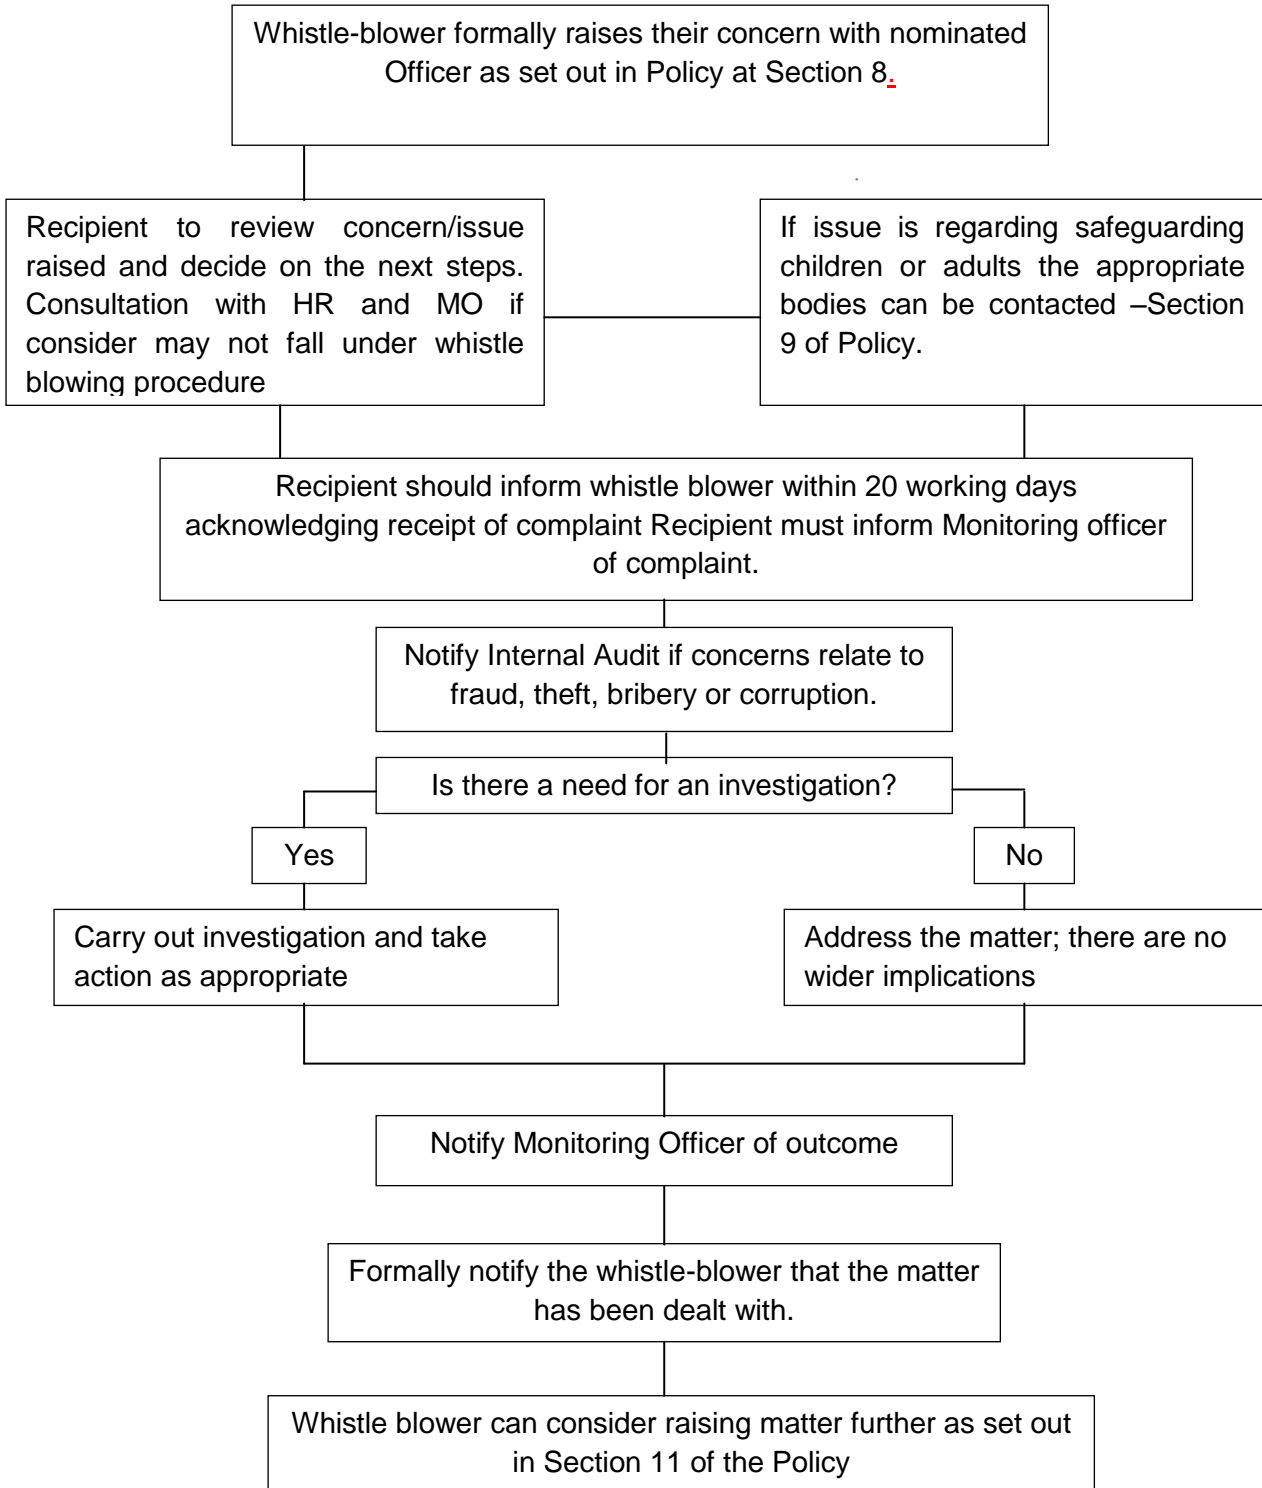 Whistle-blower formally raises their concern with nominated
Officer as set out in Policy at Section 8.
Recipient to review concern/issue
raised and decide on the next steps.
Consultation with HR and MO if
consider may not fall under whistle
blowing procedure
If issue is regarding safeguarding
children or adults the appropriate
bodies can be contacted –Section
9 of Policy.
Recipient should inform whistle blower within 20 working days
acknowledging receipt of complaint Recipient must inform Monitoring officer
of complaint.
Notify Internal Audit if concerns relate to
fraud, theft, bribery or corruption.
Is there a need for an investigation?
Yes
No
Carry out investigation and take
action as appropriate
Address the matter; there are no
wider implications
Notify Monitoring Officer of outcome
Formally notify the whistle-blower that the matter
has been dealt with.
Whistle blower can consider raising matter further as set out
in Section 11 of the Policy